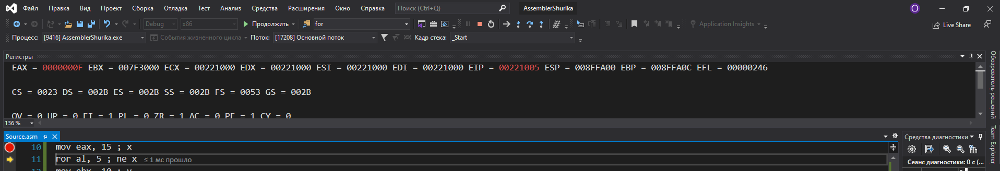 Файл Правка Вид Проект Сборка Отладка Тест Анализ Средства Расширения Окно Справка Поиск (Ctrl+Q) AssemblerShurika O
Debug x86 Продолжить for Application Insights Live Share
Процесс: [9416] AssemblerShurika.exe События жизненного цикла Поток: [17208] Основной поток Кадр стека: _Start
Регистры
EAX = 0000000F EBX = 007F3000 ECX = 00221000 EDX = 00221000 ESI = 00221000 EDI = 00221000 EIP = 00221005 ESP = 008FFA00 EBP = 008FFA0C EFL = 00000246
CS = 0023 DS = 002B ES = 002B SS = 002B FS = 0053 GS = 002B
OV = 0 UP = 0 EI = 1 PL = 0 ZR = 1 AC = 0 PE = 1 CY = 0
136 %
Source.asm
10 mov eax, 15 ; x
11 ror al, 5 ; ne x ≤ 1 мс прошло
12 mov ebx, 10 ; y
Средства диагностики
Сеанс диагностики: 0 с (...
Обозреватель решений
Team Explorer